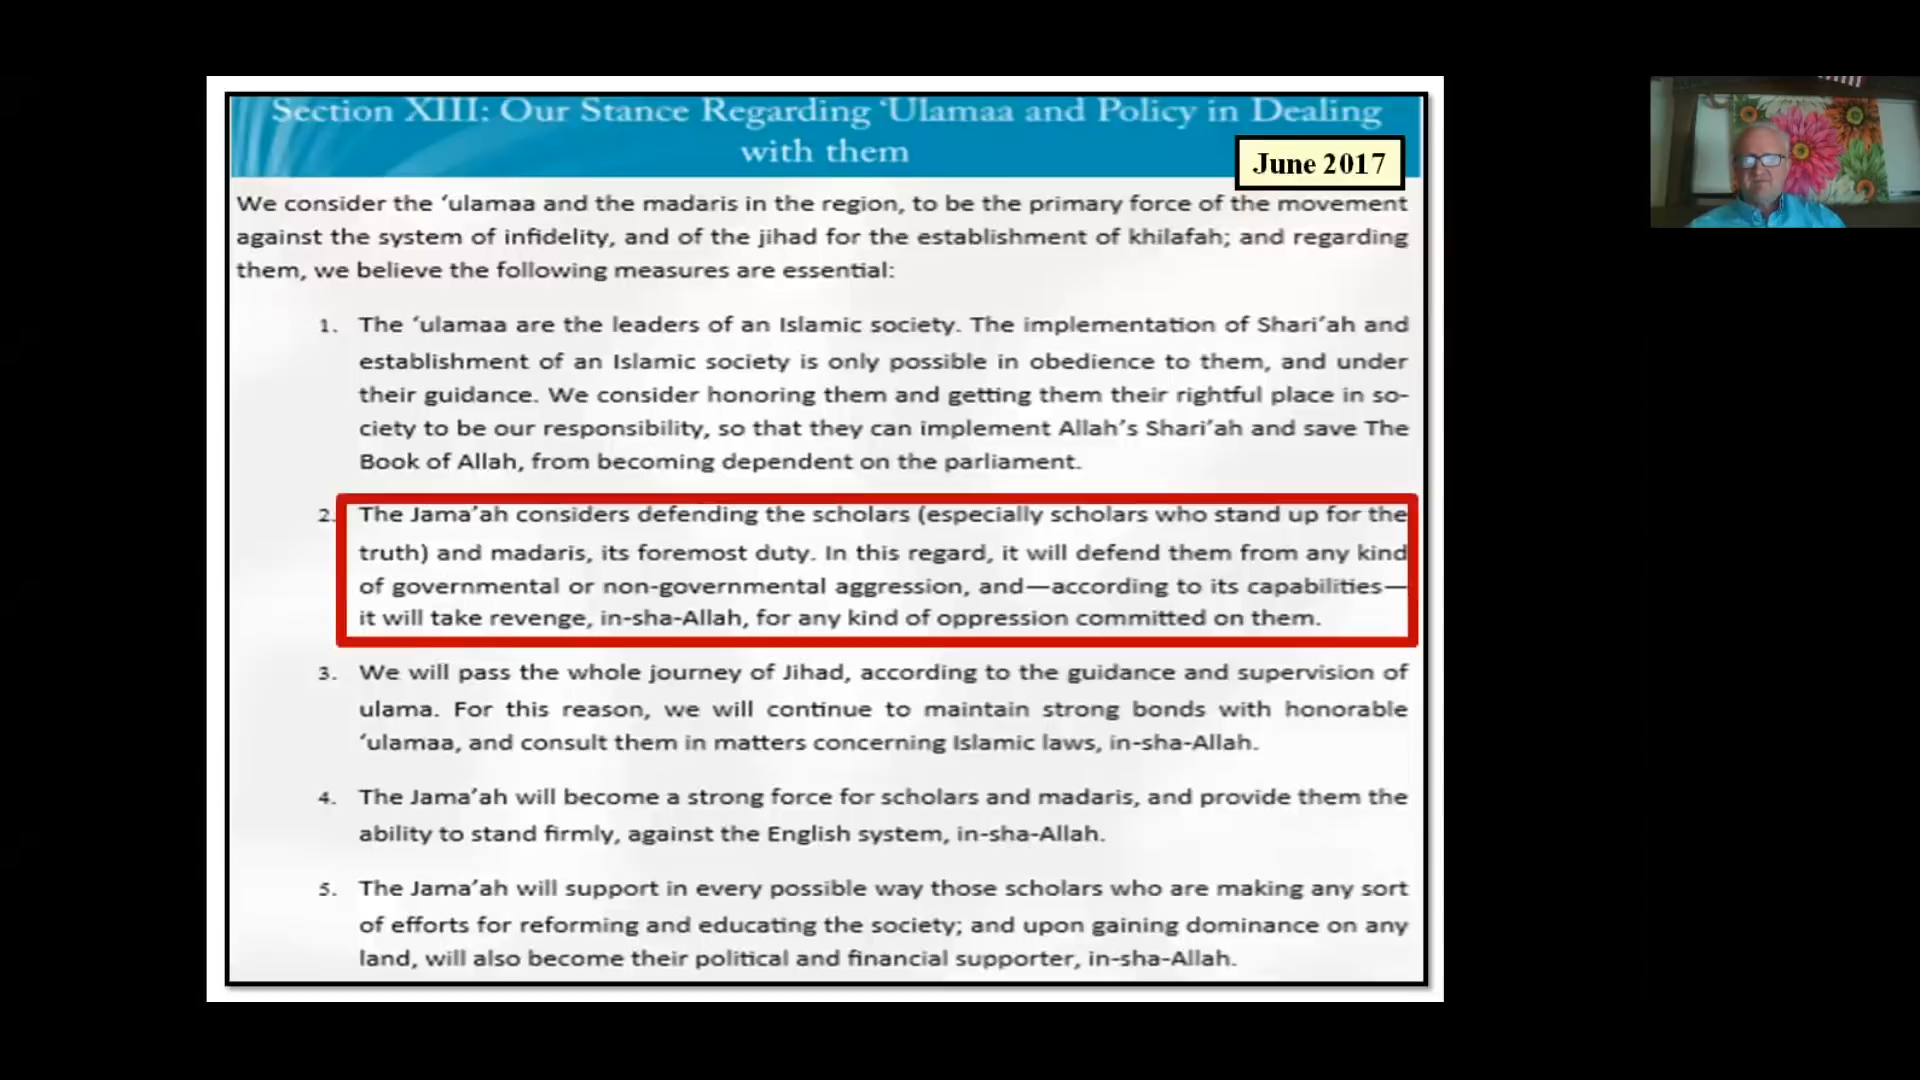 Section XIII: Our Stance Regarding ‘Ulamaa and Policy in Dealing
with them
June 2017
We consider the ‘ulamaa and the madaris in the region, to be the primary force of the movement
against the system of infidelity, and of the jihad for the establishment of khilafah; and regarding
them, we believe the following measures are essential:
1. The ‘ulamaa are the leaders of an Islamic society. The implementation of Shari’ah and
establishment of an Islamic society is only possible in obedience to them, and under
their guidance. We consider honoring them and getting them their rightful place in so-
ciety to be our responsibility, so that they can implement Allah’s Shari’ah and save The
Book of Allah, from becoming dependent on the parliament.
2. The Jama’ah considers defending the scholars (especially scholars who stand up for the
truth) and madaris, its foremost duty. In this regard, it will defend them from any kind
of governmental or non-governmental aggression, and—according to its capabilities—
it will take revenge, in-sha-Allah, for any kind of oppression committed on them.
3. We will pass the whole journey of Jihad, according to the guidance and supervision of
ulama. For this reason, we will continue to maintain strong bonds with honorable
‘ulamaa, and consult them in matters concerning Islamic laws, in-sha-Allah.
4. The Jama’ah will become a strong force for scholars and madaris, and provide them the
ability to stand firmly, against the English system, in-sha-Allah.
5. The Jama’ah will support in every possible way those scholars who are making any sort
of efforts for reforming and educating the society; and upon gaining dominance on any
land, will also become their political and financial supporter, in-sha-Allah.